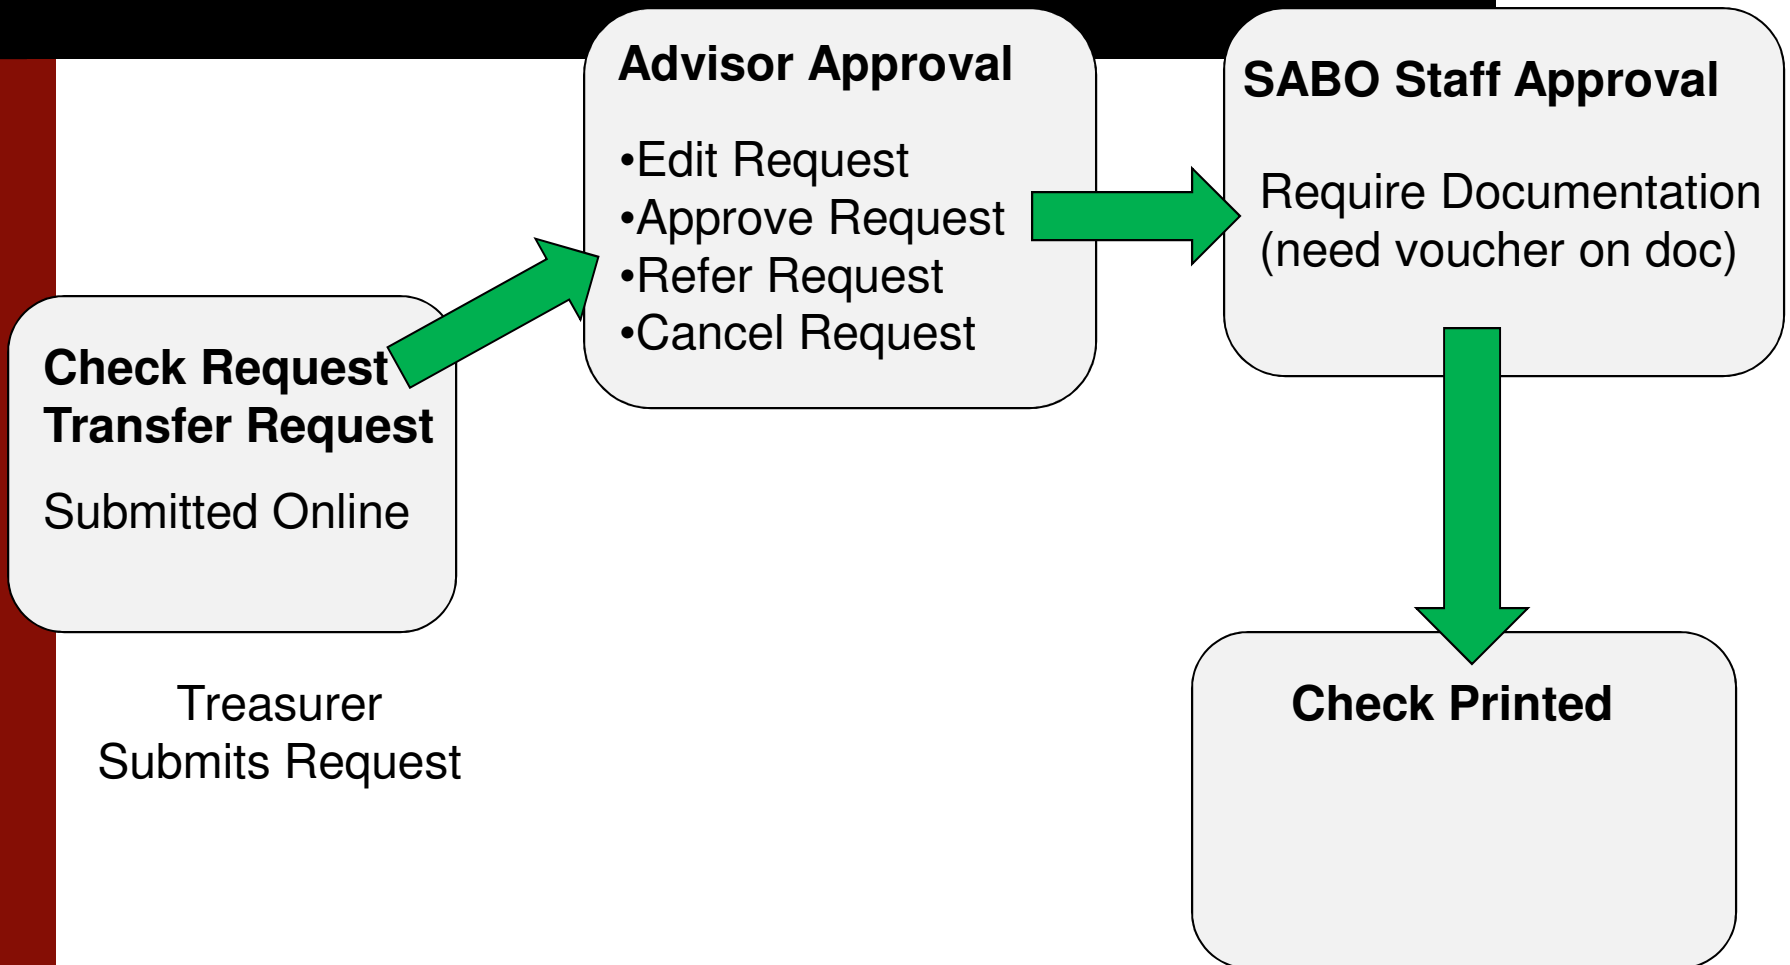 Check Request
Transfer Request
Submitted Online
Treasurer
Submits Request
Advisor Approval
•Edit Request
•Approve Request
•Refer Request
•Cancel Request
SABO Staff Approval
Require Documentation
(need voucher on doc)
Check Printed